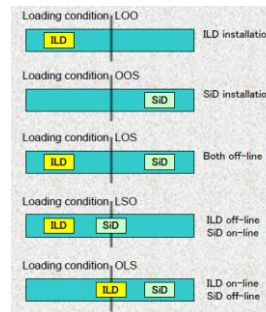 Loading condition LOO
ILD
ILD installatio
Loading condition OOS
SiD
SiD installatio
Loading condition LOS
ILD SiD
Both off-line
Loading condition LSO
ILD SiD
ILD off-line
SiD on-line
Loading condition OLS
ILD SiD
ILD on-line
SiD off-line